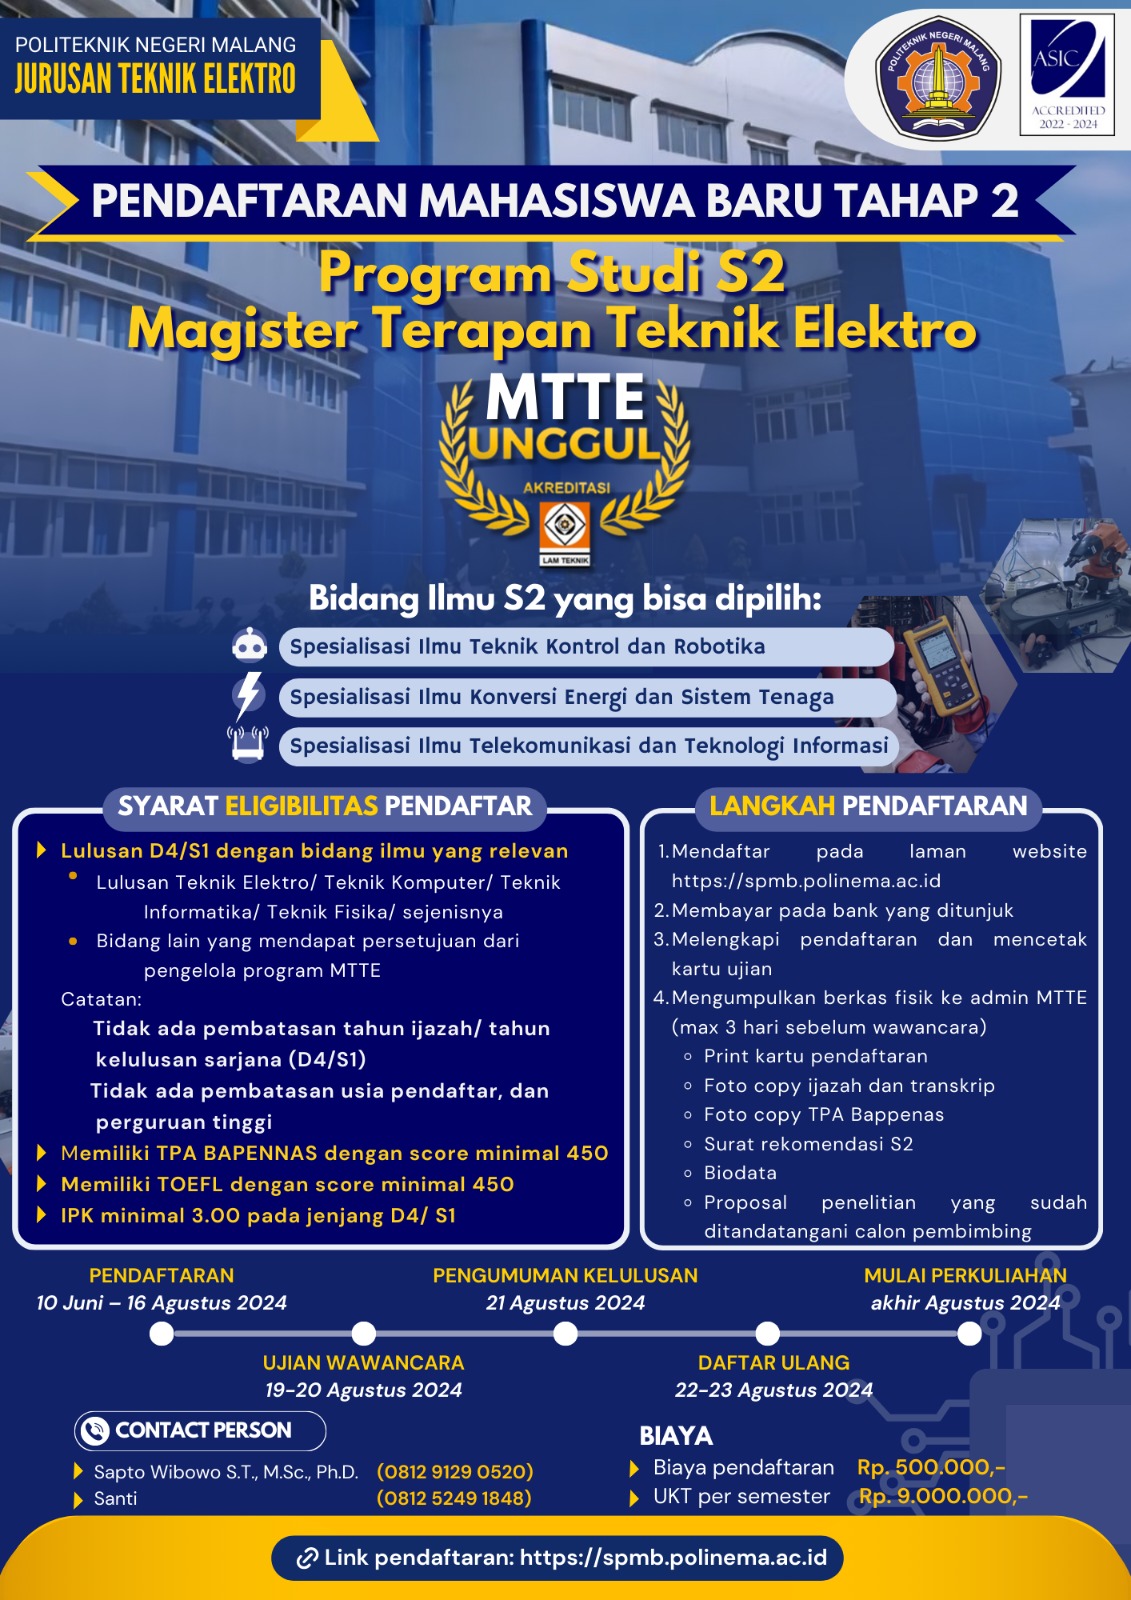 POLITEKNIK NEGERI MALANG
JURUSAN TEKNIK ELEKTRO
POLITEKNIK NEGERI MALANG
ASIC
ACCREDITED
2022 - 2024
PENDAFTARAN MAHASISWA BARU TAHAP 2
Program Studi S2
Magister Terapan Teknik Elektro
MTTE
UNGGUL
AKREDITASI
LAM TEKNIK
Bidang Ilmu S2 yang bisa dipilih:
Spesialisasi Ilmu Teknik Kontrol dan Robotika
Spesialisasi Ilmu Konversi Energi dan Sistem Tenaga
Spesialisasi Ilmu Telekomunikasi dan Teknologi Informasi
SYARAT ELIGIBILITAS PENDAFTAR
Lulusan D4/S1 dengan bidang ilmu yang relevan
Lulusan Teknik Elektro/ Teknik Komputer/ Teknik
Informatika/ Teknik Fisika/ sejenisnya
Bidang lain yang mendapat persetujuan dari
pengelola program MTTE
Catatan:
Tidak ada pembatasan tahun ijazah/ tahun
kelulusan sarjana (D4/S1)
Tidak ada pembatasan usia pendaftar, dan
perguruan tinggi
Memiliki TPA BAPENNAS dengan score minimal 450
Memiliki TOEFL dengan score minimal 450
IPK minimal 3.00 pada jenjang D4/ S1
LANGKAH PENDAFTARAN
1. Mendaftar pada laman website
https://spmb.polinema.ac.id
2. Membayar pada bank yang ditunjuk
3. Melengkapi pendaftaran dan mencetak
kartu ujian
4. Mengumpulkan berkas fisik ke admin MTTE
(max 3 hari sebelum wawancara)
Print kartu pendaftaran
Foto copy ijazah dan transkrip
Foto copy TPA Bappenas
Surat rekomendasi S2
Biodata
Proposal penelitian yang sudah
ditandatangani calon pembimbing
PENDAFTARAN
10 Juni – 16 Agustus 2024
UJIAN WAWANCARA
19-20 Agustus 2024
PENGUMUMAN KELULUSAN
21 Agustus 2024
DAFTAR ULANG
22-23 Agustus 2024
MULAI PERKULIAHAN
akhir Agustus 2024
CONTACT PERSON
Sapto Wibowo S.T., M.Sc., Ph.D. (0812 9129 0520)
Santi (0812 5249 1848)
BIAYA
Biaya pendaftaran Rp. 500.000,-
UKT per semester Rp. 9.000.000,-
Link pendaftaran: https://spmb.polinema.ac.id